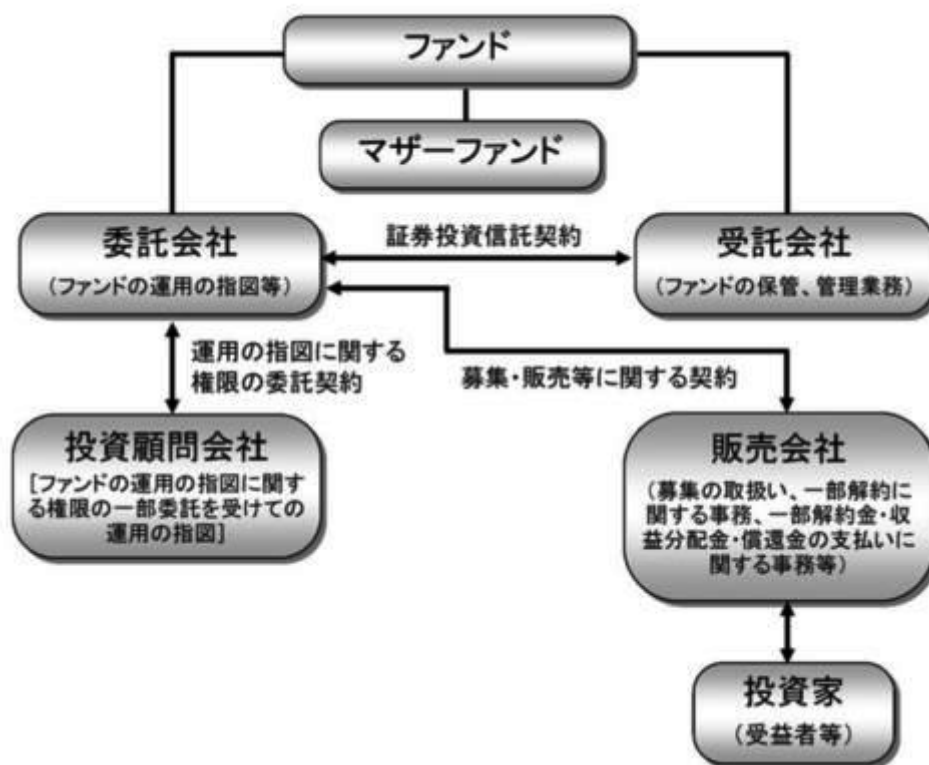 ファンド
マザーファンド
委託会社
(ファンドの運用の指図等)
証券投資信託契約
受託会社
(ファンドの保管、管理業務)
運用の指図に関する
権限の委託契約
募集・販売等に関する契約
投資顧問会社
[ファンドの運用の指図に関す
る権限の一部委託を受けての
運用の指図]
販売会社
(募集の取扱い、一部解約に
関する事務、一部解約金・収
益分配金・償還金の支払いに
関する事務等)
投資家
(受益者等)